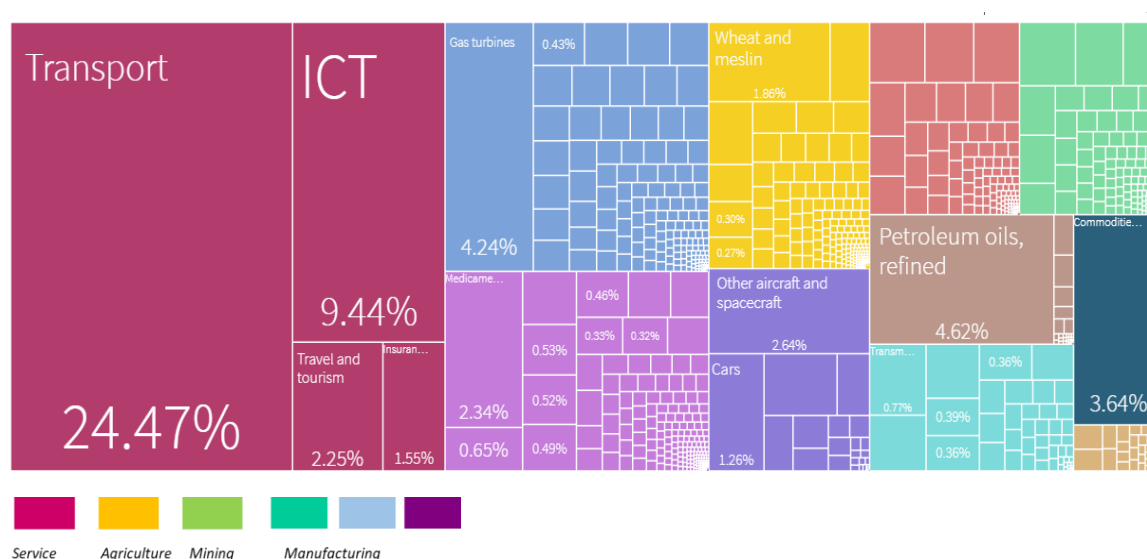 Transport
24.47%
ICT
9.44%
Travel and
tourism
2.25%
Insuran...
1.55%
Gas turbines
4.24%
0.43%
Medicame...
2.34%
0.65%
0.53%
0.52%
0.49%
0.46%
0.33%
0.32%
Wheat and
meslin
1.86%
0.30%
0.27%
Other aircraft and
spacecraft
2.64%
Cars
1.26%
Petroleum oils,
refined
4.62%
Transm...
0.77%
0.39%
0.36%
0.36%
Commoditie...
3.64%
Service
Agriculture
Mining
Manufacturing